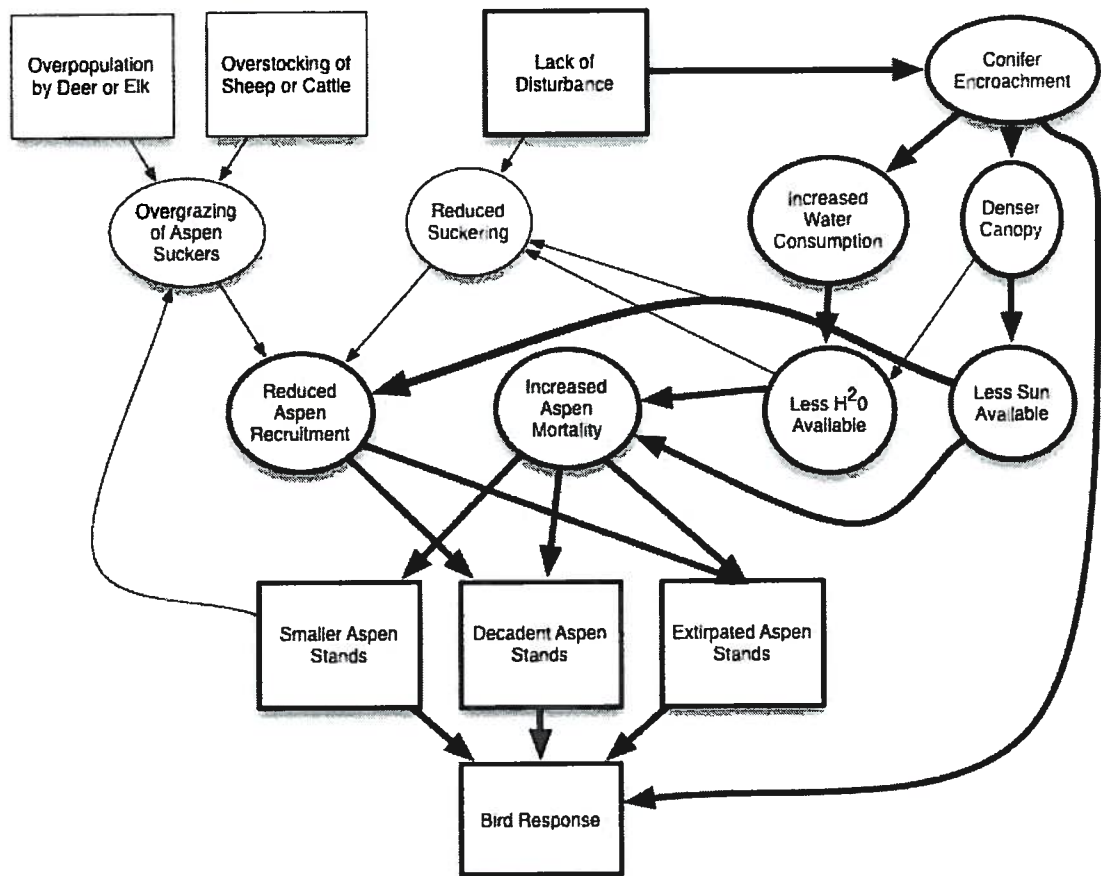 Overpopulation
by Deer or Elk
Overstocking of
Sheep or Cattle
Lack of
Disturbance
Conifer
Encroachment
Overgrazing
of Aspen
Suckers
Reduced
Suckering
Increased
Water
Consumption
Denser
Canopy
Reduced
Aspen
Recruitment
Increased
Aspen
Mortality
Less H²0
Available
Less Sun
Available
Smaller Aspen
Stands
Decadent Aspen
Stands
Extirpated Aspen
Stands
Bird Response